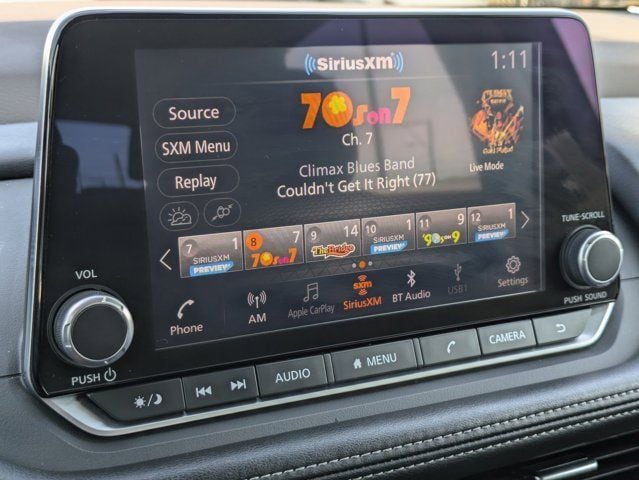 SiriusXM
1:11
70s on 7
Ch. 7
Climax Blues Band
Couldn't Get It Right (77)
Live Mode
Source
SXM Menu
Replay
7 1
SIRIUSXM
PREVIEW
8 7
70s on 7
9 14
The Bridge
10 1
SIRIUSXM
PREVIEW
11 9
90s on 9
12 1
SIRIUSXM
PREVIEW
Phone
AM
Apple CarPlay
sxm
SiriusXM
BT Audio
USB1
Settings
VOL
PUSH
TUNE·SCROLL
PUSH SOUND
AUDIO
MENU
CAMERA